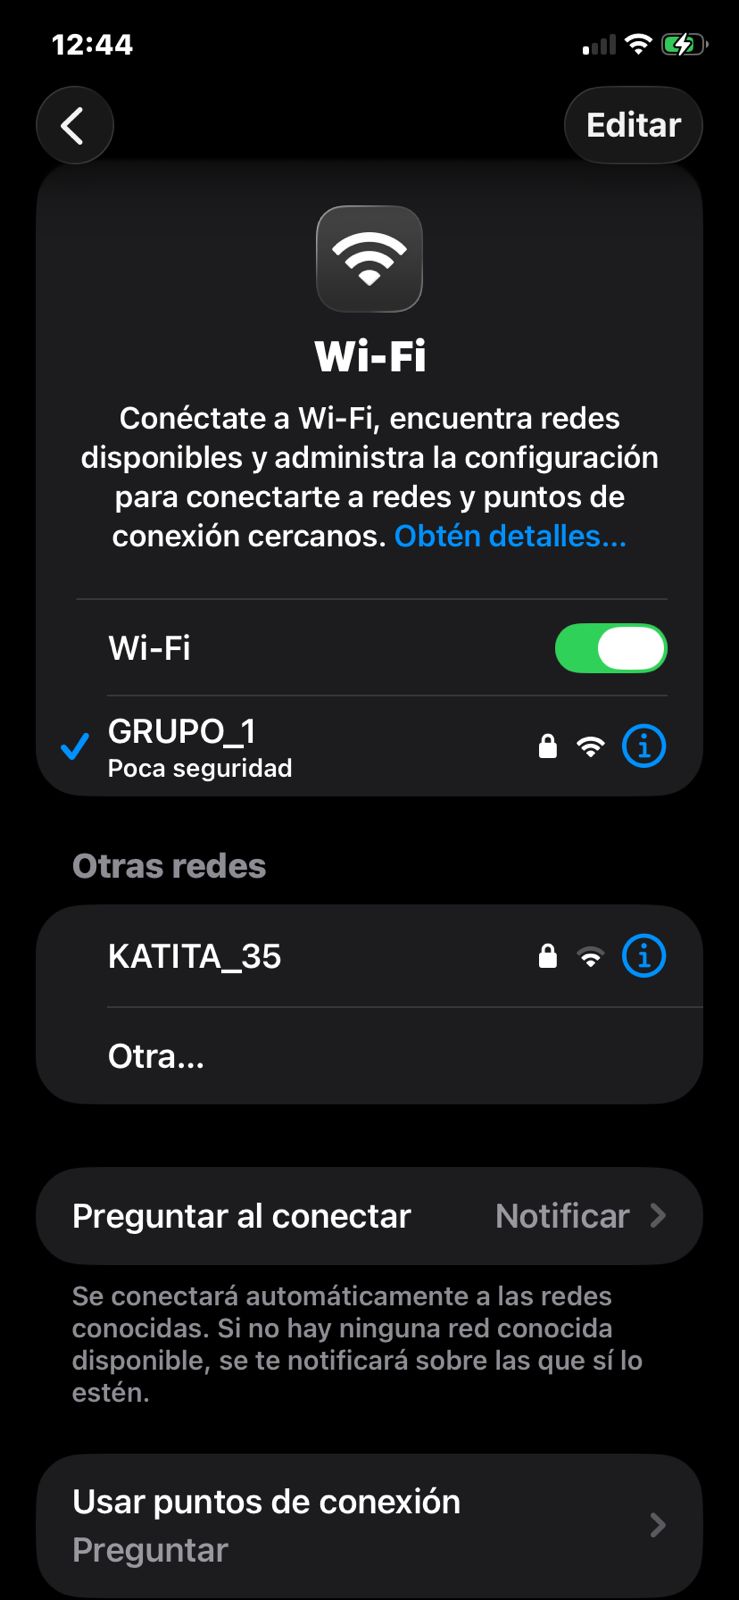 12:44
Editar
Wi-Fi
Conéctate a Wi-Fi, encuentra redes
disponibles y administra la configuración
para conectarte a redes y puntos de
conexión cercanos. Obtén detalles...
Wi-Fi
GRUPO_1
Poca seguridad
Otras redes
KATITA_35
Otra...
Preguntar al conectar Notificar
Se conectará automáticamente a las redes
conocidas. Si no hay ninguna red conocida
disponible, se te notificará sobre las que sí lo
estén.
Usar puntos de conexión
Preguntar